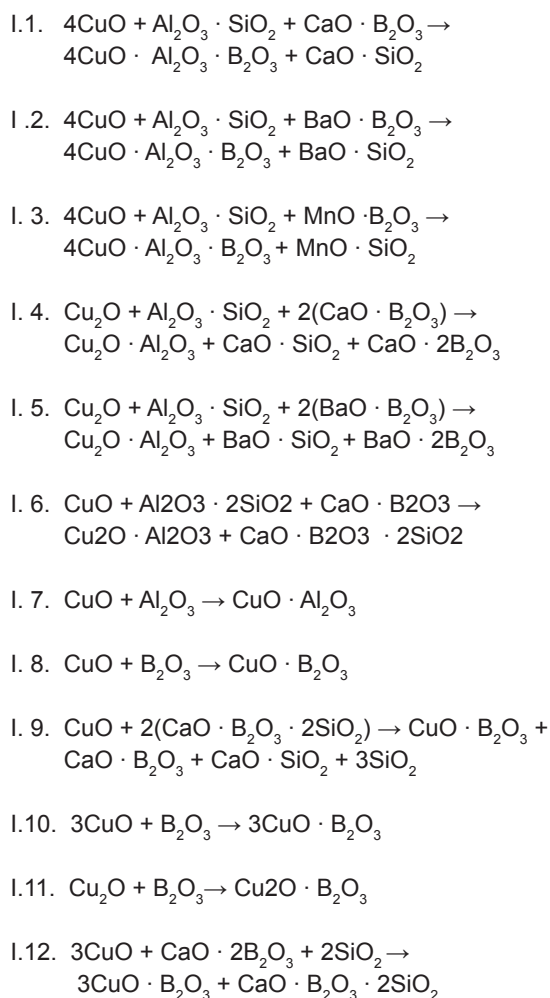 I.1. 4CuO + Al₂O₃ · SiO₂ + CaO · B₂O₃ →
4CuO · Al₂O₃ · B₂O₃ + CaO · SiO₂
I .2. 4CuO + Al₂O₃ · SiO₂ + BaO · B₂O₃ →
4CuO · Al₂O₃ · B₂O₃ + BaO · SiO₂
I. 3. 4CuO + Al₂O₃ · SiO₂ + MnO ·B₂O₃ →
4CuO · Al₂O₃ · B₂O₃ + MnO · SiO₂
I. 4. Cu₂O + Al₂O₃ · SiO₂ + 2(CaO · B₂O₃) →
Cu₂O · Al₂O₃ + CaO · SiO₂ + CaO · 2B₂O₃
I. 5. Cu₂O + Al₂O₃ · SiO₂ + 2(BaO · B₂O₃) →
Cu₂O · Al₂O₃ + BaO · SiO₂ + BaO · 2B₂O₃
I. 6. CuO + Al2O3 · 2SiO2 + CaO · B2O3 →
Cu2O · Al2O3 + CaO · B2O3 · 2SiO2
I. 7. CuO + Al₂O₃ → CuO · Al₂O₃
I. 8. CuO + B₂O₃ → CuO · B₂O₃
I. 9. CuO + 2(CaO · B₂O₃ · 2SiO₂) → CuO · B₂O₃ +
CaO · B₂O₃ + CaO · SiO₂ + 3SiO₂
I.10. 3CuO + B₂O₃ → 3CuO · B₂O₃
I.11. Cu₂O + B₂O₃→ Cu2O · B₂O₃
I.12. 3CuO + CaO · 2B₂O₃ + 2SiO₂ →
3CuO · B₂O₃ + CaO · B₂O₃ · 2SiO₂